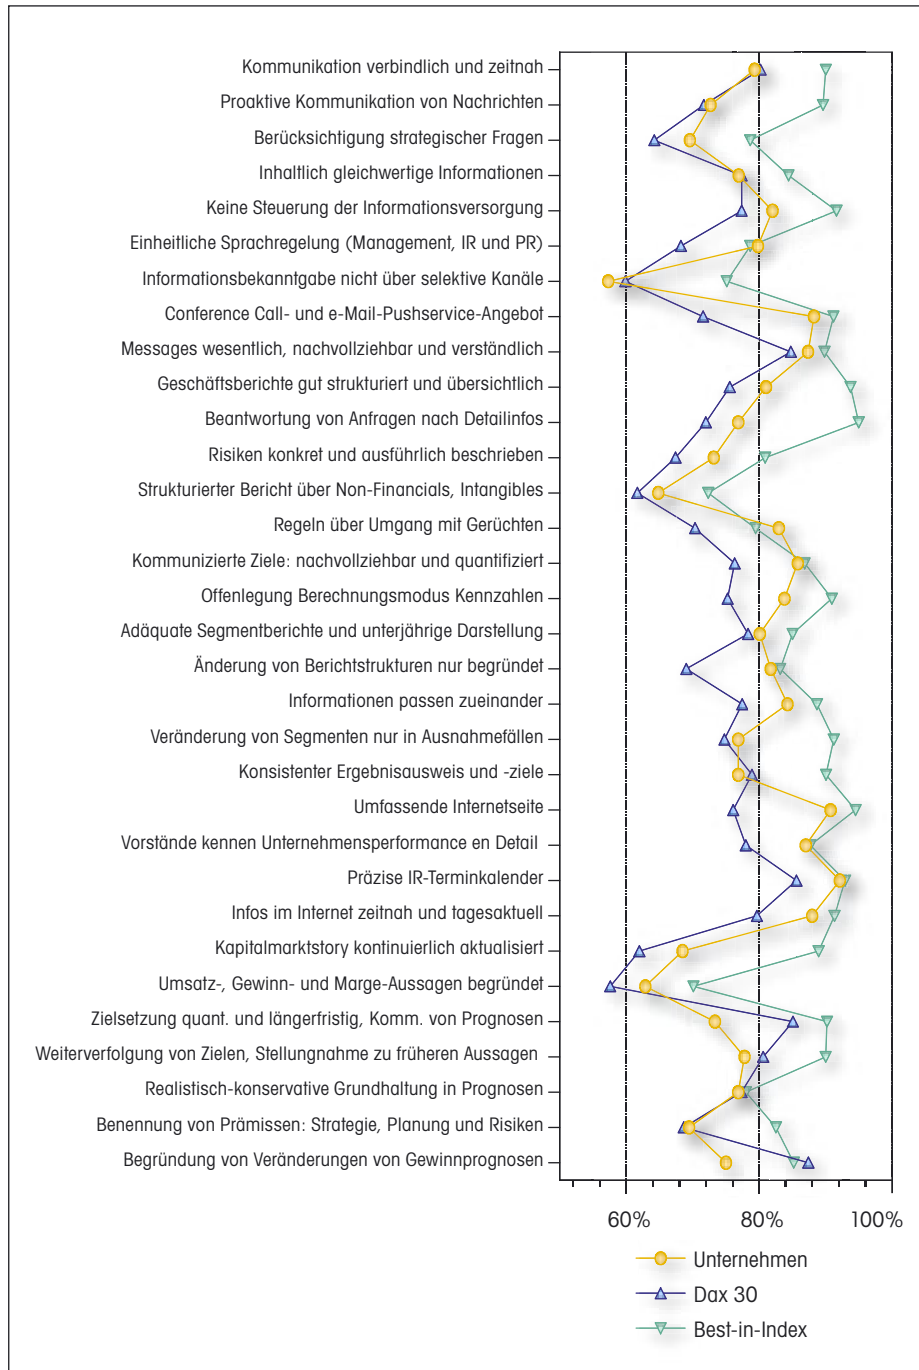 Kommunikation verbindlich und zeitnah
Proaktive Kommunikation von Nachrichten
Berücksichtigung strategischer Fragen
Inhaltlich gleichwertige Informationen
Keine Steuerung der Informationsversorgung
Einheitliche Sprachregelung (Management, IR und PR)
Informationsbekanntgabe nicht über selektive Kanäle
Conference Call- und e-Mail-Pushservice-Angebot
Messages wesentlich, nachvollziehbar und verständlich
Geschäftsberichte gut strukturiert und übersichtlich
Beantwortung von Anfragen nach Detailinfos
Risiken konkret und ausführlich beschrieben
Strukturierter Bericht über Non-Financials, Intangibles
Regeln über Umgang mit Gerüchten
Kommunizierte Ziele: nachvollziehbar und quantifiziert
Offenlegung Berechnungsmodus Kennzahlen
Adäquate Segmentberichte und unterjährige Darstellung
Änderung von Berichtstrukturen nur begründet
Informationen passen zueinander
Veränderung von Segmenten nur in Ausnahmefällen
Konsistenter Ergebnisausweis und -ziele
Umfassende Internetseite
Vorstände kennen Unternehmensperformance en Detail
Präzise IR-Terminkalender
Infos im Internet zeitnah und tagesaktuell
Kapitalmarktstory kontinuierlich aktualisiert
Umsatz-, Gewinn- und Marge-Aussagen begründet
Zielsetzung quant. und längerfristig, Komm. von Prognosen
Weiterverfolgung von Zielen, Stellungnahme zu früheren Aussagen
Realistisch-konservative Grundhaltung in Prognosen
Benennung von Prämissen: Strategie, Planung und Risiken
Begründung von Veränderungen von Gewinnprognosen
60% 80% 100%
Unternehmen
Dax 30
Best-in-Index